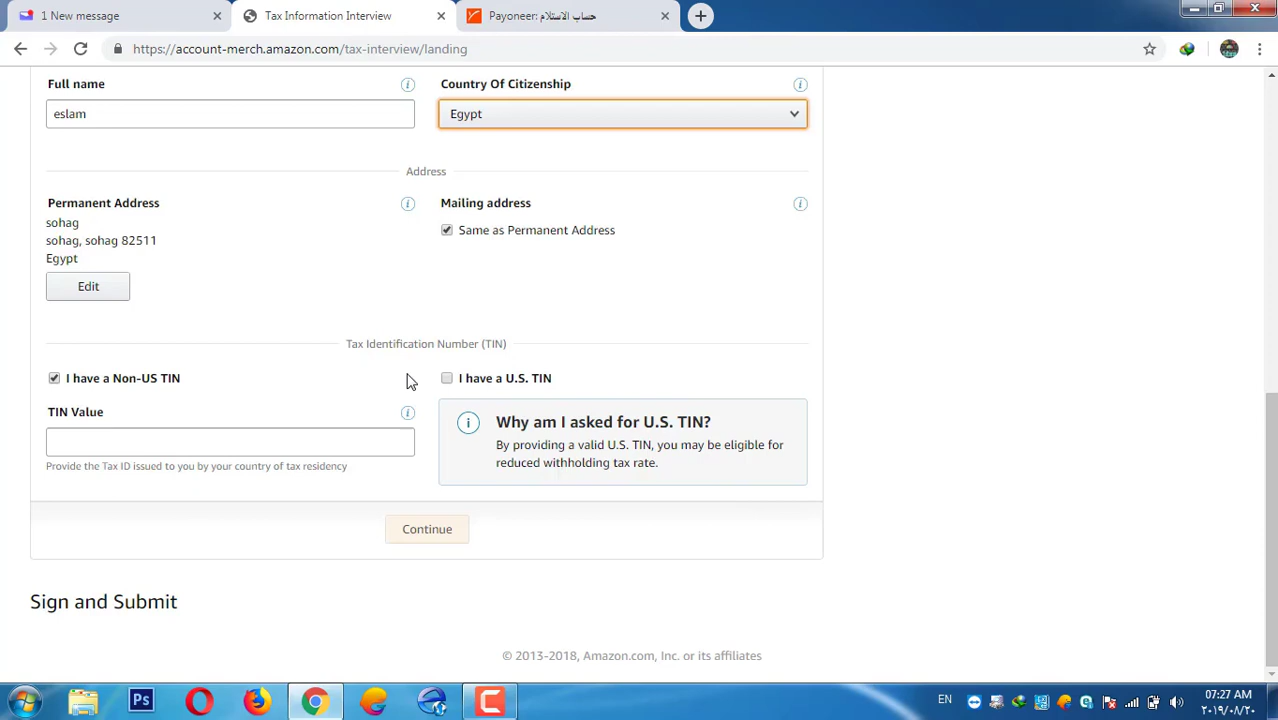 1 New message
Tax Information Interview
Payoneer: حساب الاستلام
https://account-merch.amazon.com/tax-interview/landing
Full name
Country Of Citizenship
eslam
Egypt
Address
Permanent Address
Mailing address
sohag
Same as Permanent Address
sohag, sohag 82511
Egypt
Edit
Tax Identification Number (TIN)
I have a Non-US TIN
I have a U.S. TIN
TIN Value
Why am I asked for U.S. TIN?
By providing a valid U.S. TIN, you may be eligible for
reduced withholding tax rate.
Provide the Tax ID issued to you by your country of tax residency
Continue
Sign and Submit
© 2013-2018, Amazon.com, Inc. or its affiliates
Ps
EN
07:27 AM
٢٠١٩/٠٨/٢٠